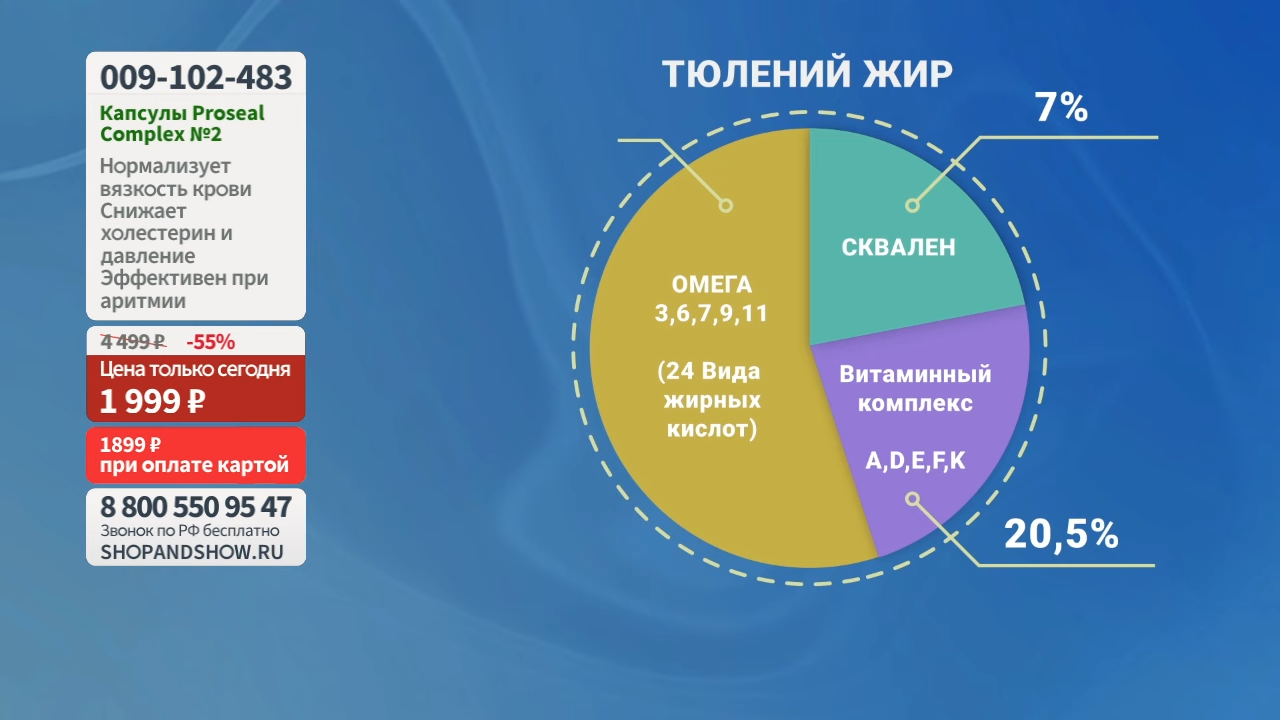 009-102-483
Капсулы Proseal
Complex №2
Нормализует
вязкость крови
Снижает
холестерин и
давление
Эффективен при
аритмии
4 499 ₽ -55%
Цена только сегодня
1 999 ₽
1899 ₽
при оплате картой
8 800 550 95 47
Звонок по РФ бесплатно
SHOPANDSHOW.RU
ТЮЛЕНИЙ ЖИР
7%
СКВАЛЕН
ОМЕГА
3,6,7,9,11
(24 Вида
жирных
кислот)
Витаминный
комплекс
A,D,E,F,K
20,5%